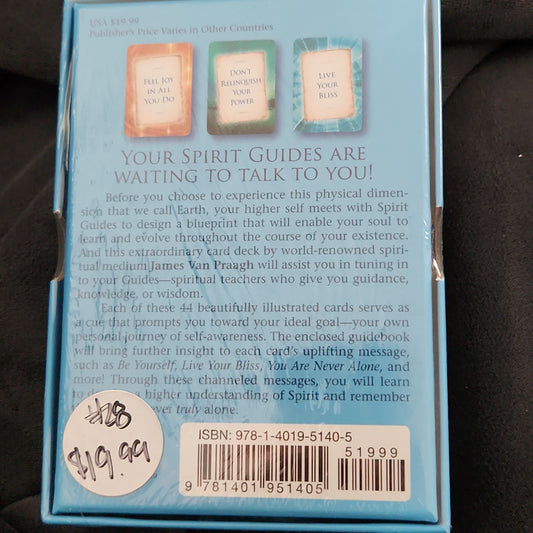 USA $19.99
Publisher's Price Varies in Other Countries
FEEL JOY
IN ALL
YOU DO
DON'T
RELINQUISH
YOUR
POWER
LIVE
YOUR
BLISS
YOUR SPIRIT GUIDES ARE
WAITING TO TALK TO YOU!
Before you choose to experience this physical dimen-
sion that we call Earth, your higher self meets with Spirit
Guides to design a blueprint that will enable your soul to
learn and evolve throughout the course of your existence.
And this extraordinary card deck by world-renowned spiri-
tual medium James Van Praagh will assist you in tuning in
to your Guides—spiritual teachers who give you guidance,
knowledge, or wisdom.
Each of these 44 beautifully illustrated cards serves as
a cue that prompts you toward your ideal goal—your own
personal journey of self-awareness. The enclosed guidebook
will bring further insight to each card's uplifting message,
such as Be Yourself, Live Your Bliss, You Are Never Alone, and
more! Through these channeled messages, you will learn
to a higher understanding of Spirit and remember
truly alone.
#28
$19.99
ISBN: 978-1-4019-5140-5
51999
9 781401 951405